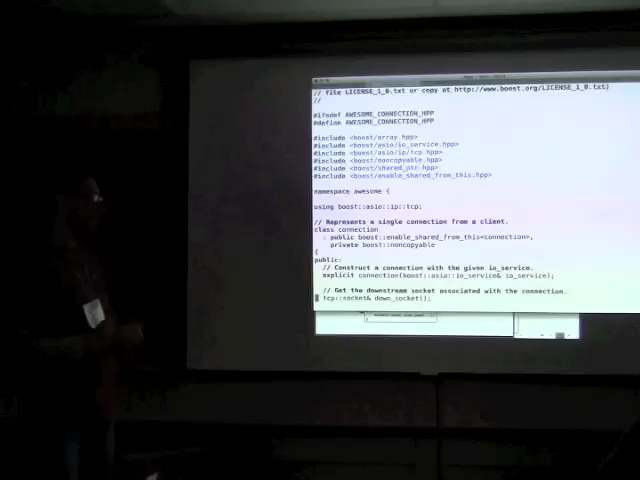 // file LICENSE_1_0.txt or copy at http://www.boost.org/LICENSE_1_0.txt)
//
#ifndef AWESOME_CONNECTION_HPP
#define AWESOME_CONNECTION_HPP
#include <boost/array.hpp>
#include <boost/asio/io_service.hpp>
#include <boost/asio/ip/tcp.hpp>
#include <boost/noncopyable.hpp>
#include <boost/shared_ptr.hpp>
#include <boost/enable_shared_from_this.hpp>
namespace awesome {
using boost::asio::ip::tcp;
// Represents a single connection from a client.
class connection
: public boost::enable_shared_from_this<connection>,
private boost::noncopyable
{
public:
// Construct a connection with the given io_service.
explicit connection(boost::asio::io_service& io_service);
// Get the downstream socket associated with the connection.
tcp::socket& down_socket();